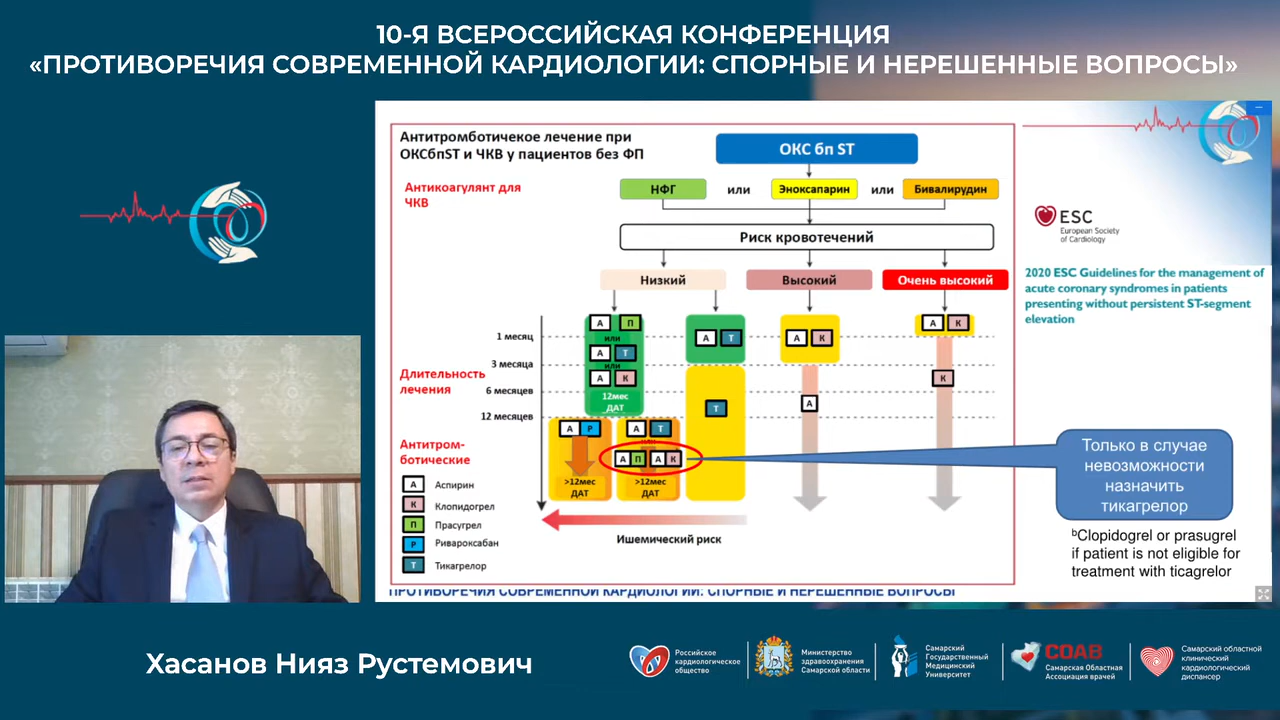 10-Я ВСЕРОССИЙСКАЯ КОНФЕРЕНЦИЯ
«ПРОТИВОРЕЧИЯ СОВРЕМЕННОЙ КАРДИОЛОГИИ: СПОРНЫЕ И НЕРЕШЕННЫЕ ВОПРОСЫ»
Антитромботичекое лечение при
ОКСбпST и ЧКВ у пациентов без ФП
ОКС бп ST
Антикоагулянт для
ЧКВ
НФГ
или
Эноксапарин
или
Бивалирудин
Риск кровотечений
Низкий
Высокий
Очень высокий
1 месяц
3 месяца
6 месяцев
12 месяцев
Длительность
лечения
А П
или
А Т
или
А К
12мес
ДАТ
А Т
Т
А К
А
А К
К
А Р
>12мес
ДАТ
А Т
или
А П А К
>12мес
ДАТ
Антитром-
ботические
А Аспирин
К Клопидогрел
П Прасугрел
Р Ривароксабан
Т Тикагрелор
Ишемический риск
ESC
European Society
of Cardiology
2020 ESC Guidelines for the management of
acute coronary syndromes in patients
presenting without persistent ST-segment
elevation
Только в случае
невозможности
назначить
тикагрелор
ᵇClopidogrel or prasugrel
if patient is not eligible for
treatment with ticagrelor
ПРОТИВОРЕЧИЯ СОВРЕМЕННОЙ КАРДИОЛОГИИ: СПОРНЫЕ И НЕРЕШЕННЫЕ ВОПРОСЫ
Хасанов Нияз Рустемович
Российское
кардиологическое
общество
Министерство
здравоохранения
Самарской области
Самарский
Государственный
Медицинский
Университет
СОАВ
Самарская Областная
Ассоциация врачей
Самарский областной
клинический
кардиологический
диспансер